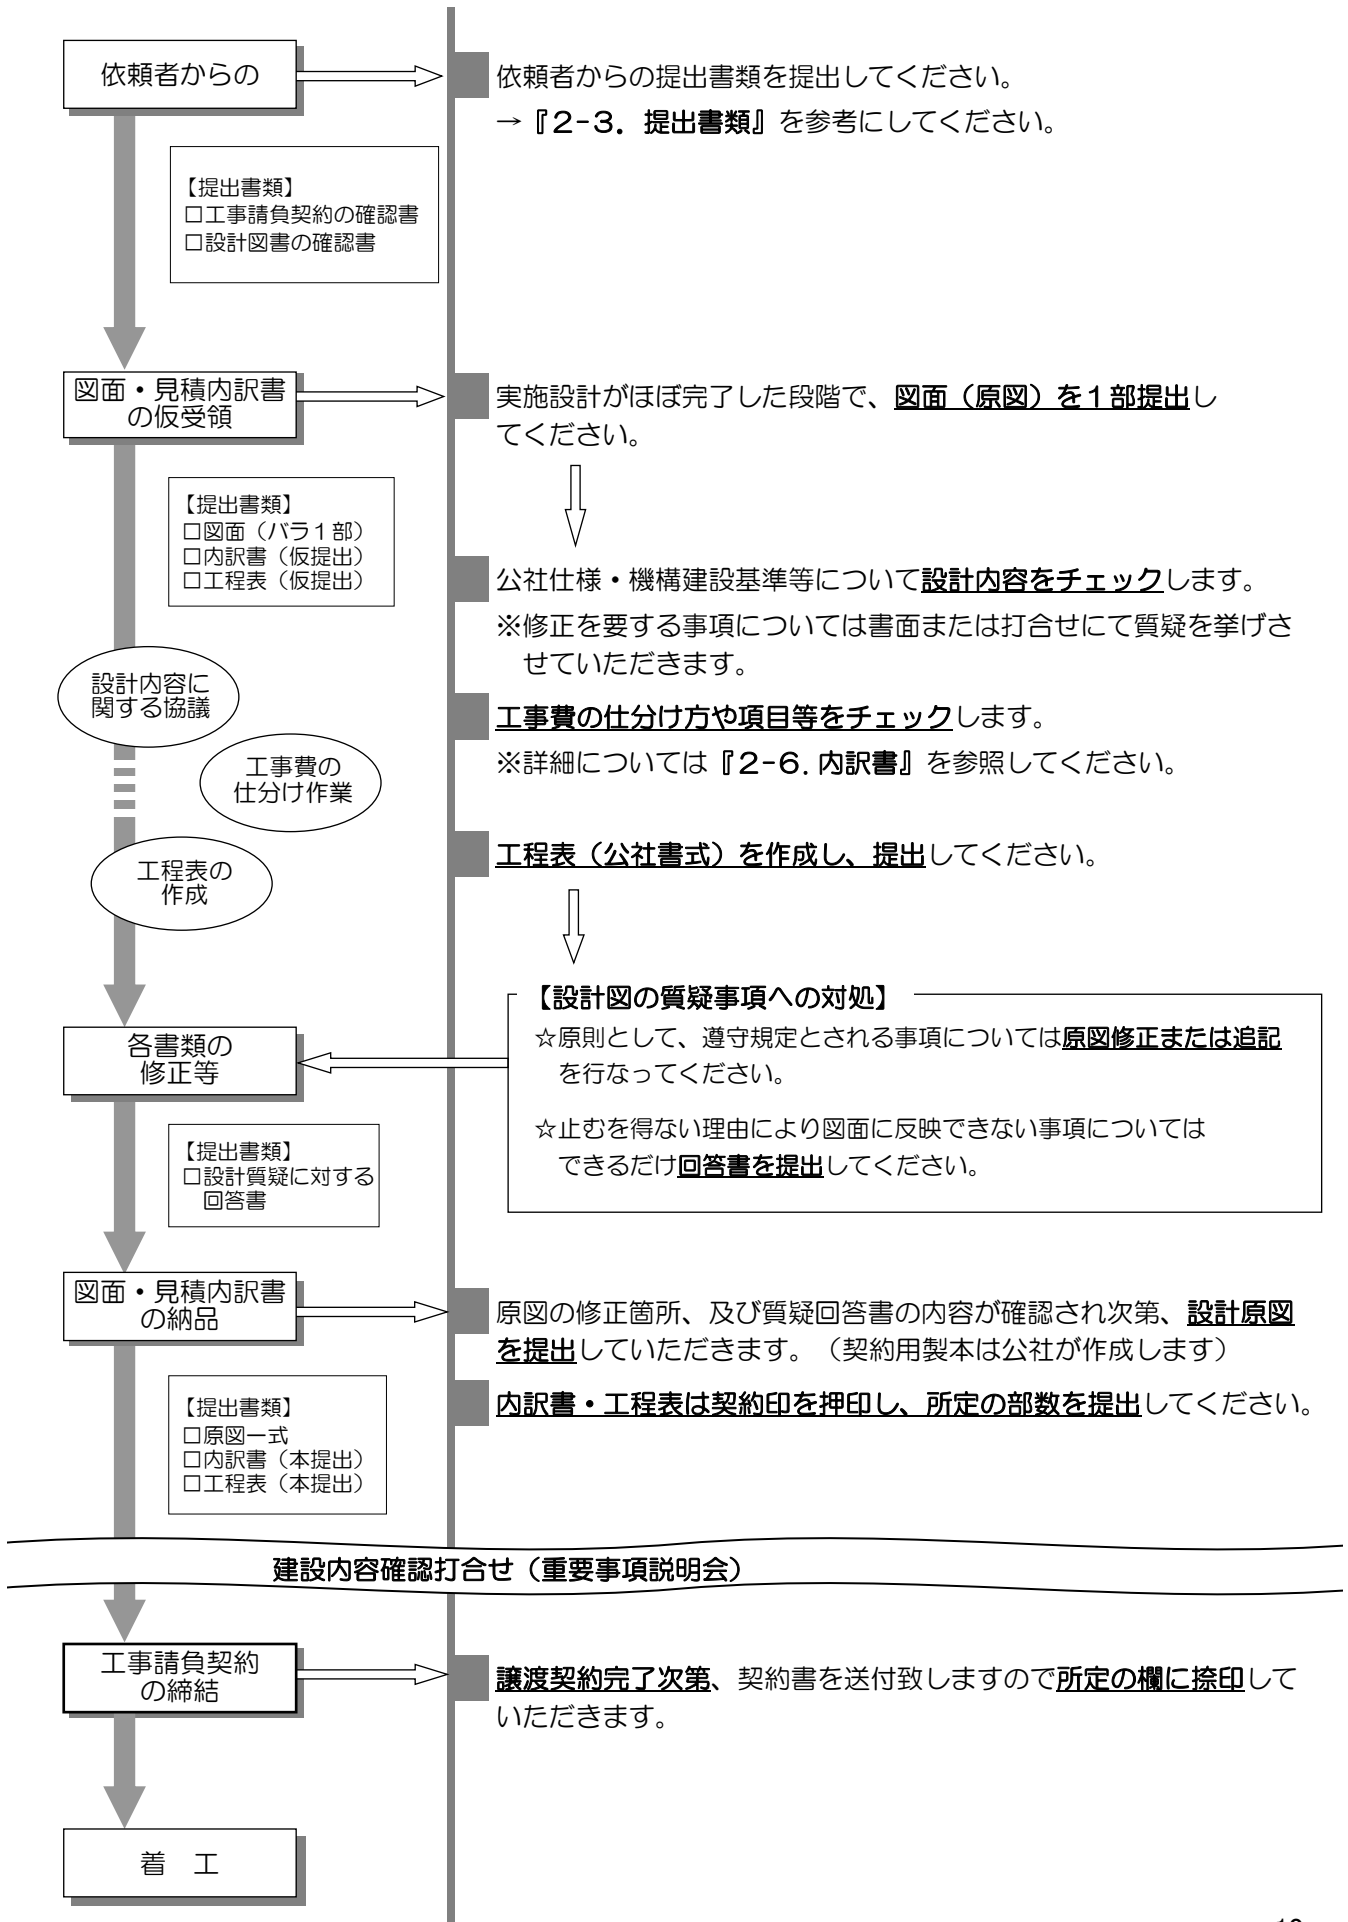 依頼者からの
依頼者からの提出書類を提出してください。
→『2-3．提出書類』を参考にしてください。
【提出書類】
□工事請負契約の確認書
□設計図書の確認書
図面・見積内訳書
の仮受領
実施設計がほぼ完了した段階で、図面（原図）を１部提出し
てください。
【提出書類】
□図面（バラ１部）
□内訳書（仮提出）
□工程表（仮提出）
公社仕様・機構建設基準等について設計内容をチェックします。
※修正を要する事項については書面または打合せにて質疑を挙げさ
せていただきます。
設計内容に
関する協議
工事費の仕分け方や項目等をチェックします。
※詳細については『2-6．内訳書』を参照してください。
工事費の
仕分け作業
工程表（公社書式）を作成し、提出してください。
工程表の
作成
【設計図の質疑事項への対処】
☆原則として、遵守規定とされる事項については原図修正または追記
を行なってください。
☆止むを得ない理由により図面に反映できない事項については
できるだけ回答書を提出してください。
各書類の
修正等
【提出書類】
□設計質疑に対する
回答書
図面・見積内訳書
の納品
原図の修正箇所、及び質疑回答書の内容が確認され次第、設計原図
を提出していただきます。（契約用製本は公社が作成します）
内訳書・工程表は契約印を押印し、所定の部数を提出してください。
【提出書類】
□原図一式
□内訳書（本提出）
□工程表（本提出）
建設内容確認打合せ（重要事項説明会）
工事請負契約
の締結
譲渡契約完了次第、契約書を送付致しますので所定の欄に捺印して
いただきます。
着　工